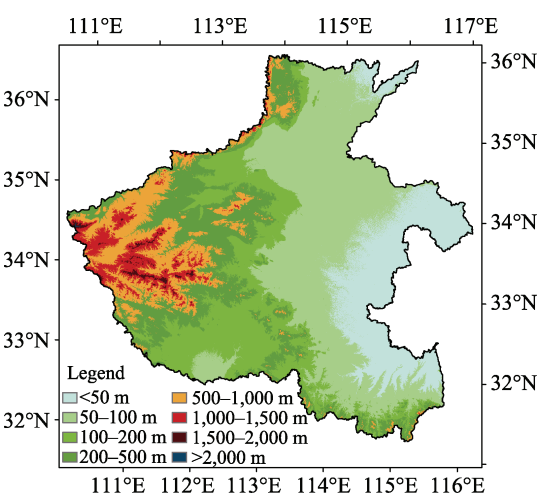 111°E 113°E 115°E 117°E
36°N 36°N
35°N 35°N
34°N 34°N
33°N 33°N
32°N 32°N
Legend
<50 m 500–1,000 m
50–100 m 1,000–1,500 m
100–200 m 1,500–2,000 m
200–500 m >2,000 m
111°E 112°E 113°E 114°E 115°E 116°E